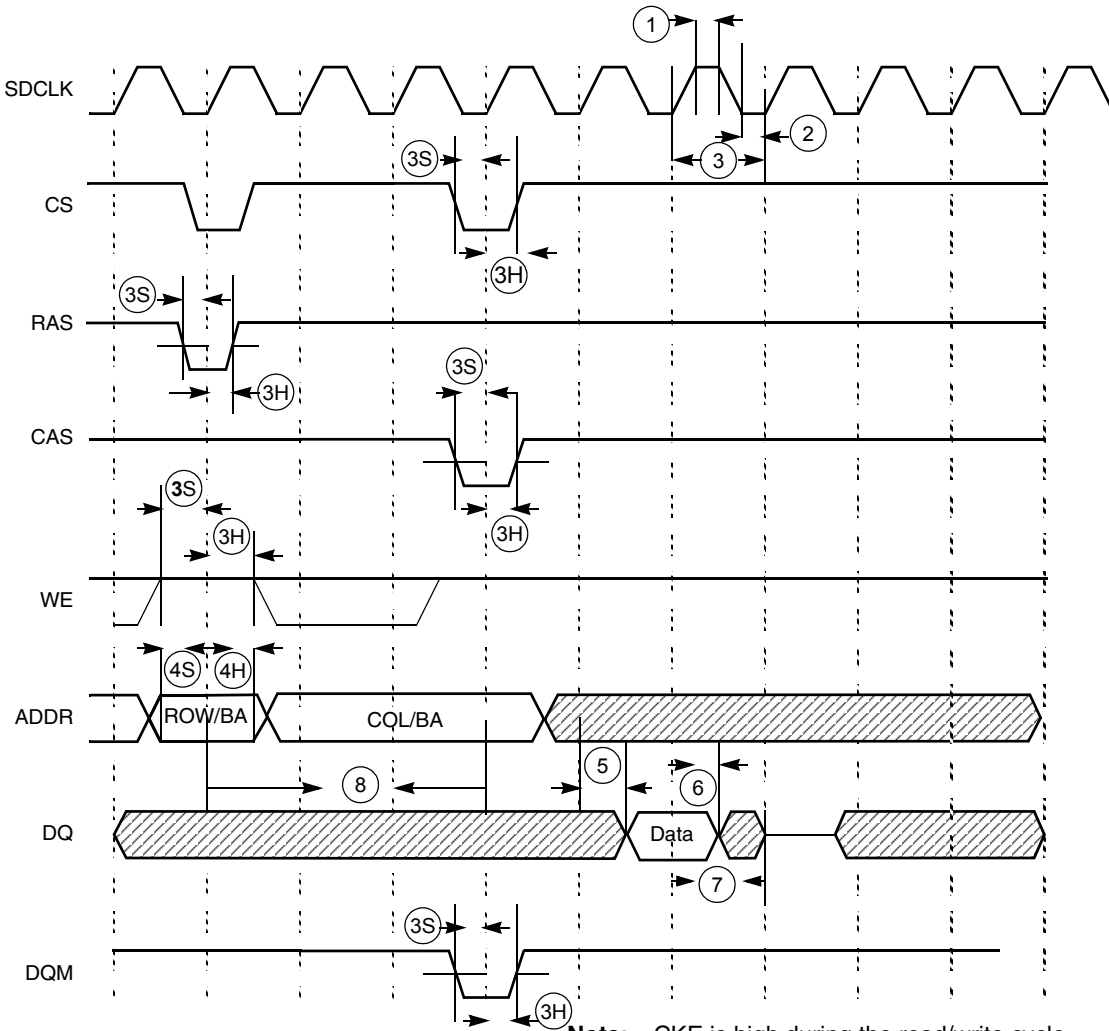 1
SDCLK
2
3S
3
CS
3H
3S
RAS
3S
3H
CAS
3S
3H
3H
WE
4S 4H
ADDR ROW/BA COL/BA
5
6
8
DQ Data
7
3S
DQM
3H
Note: CKE is high during the read/write cycle